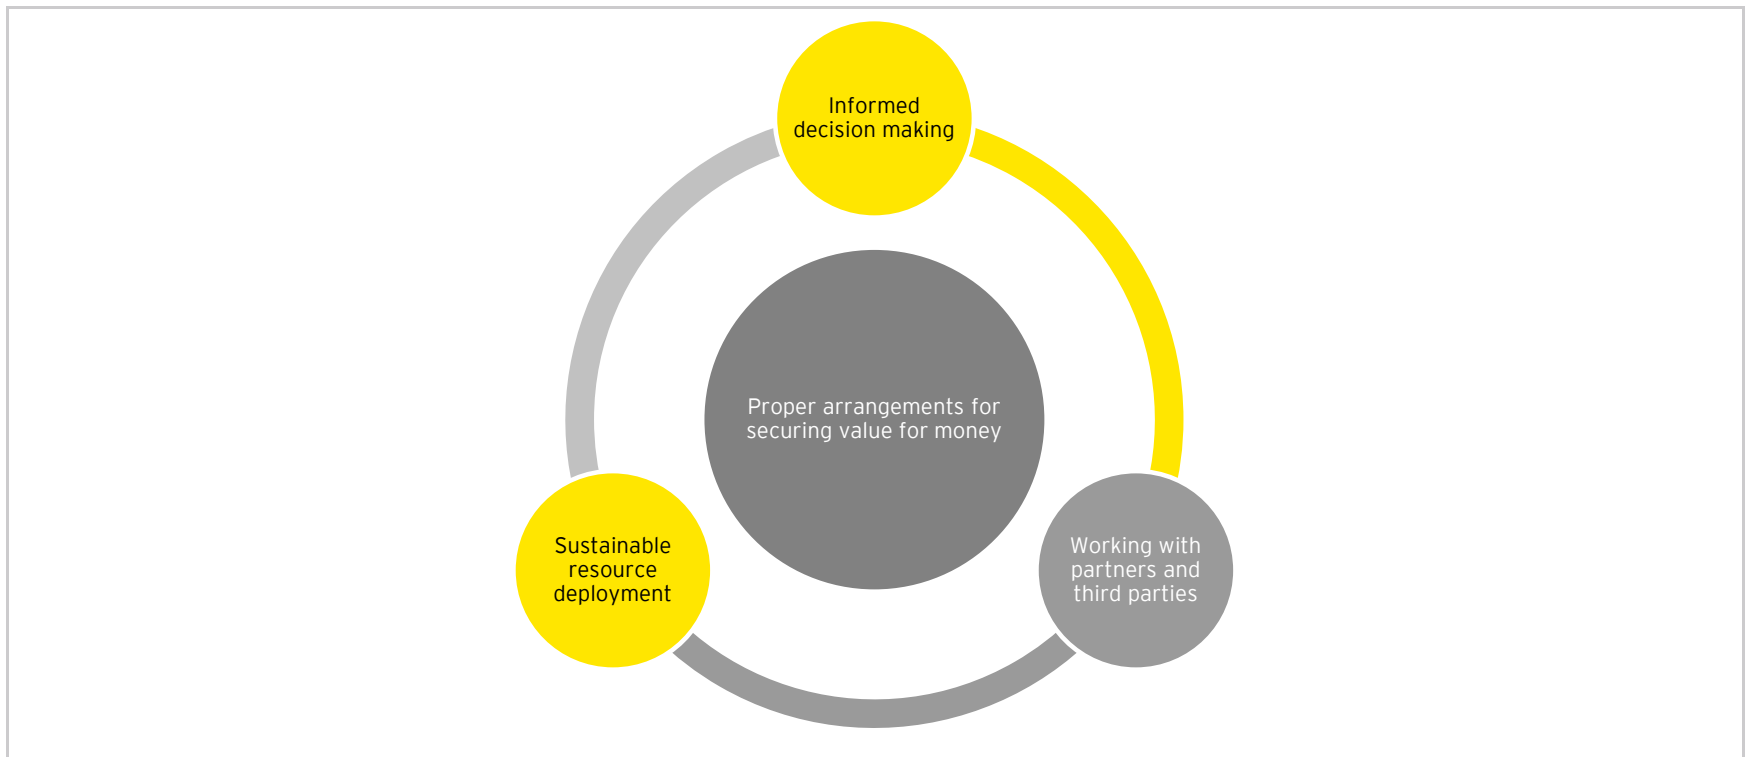 Informed
decision making
Proper arrangements for
securing value for money
Sustainable
resource
deployment
Working with
partners and
third parties